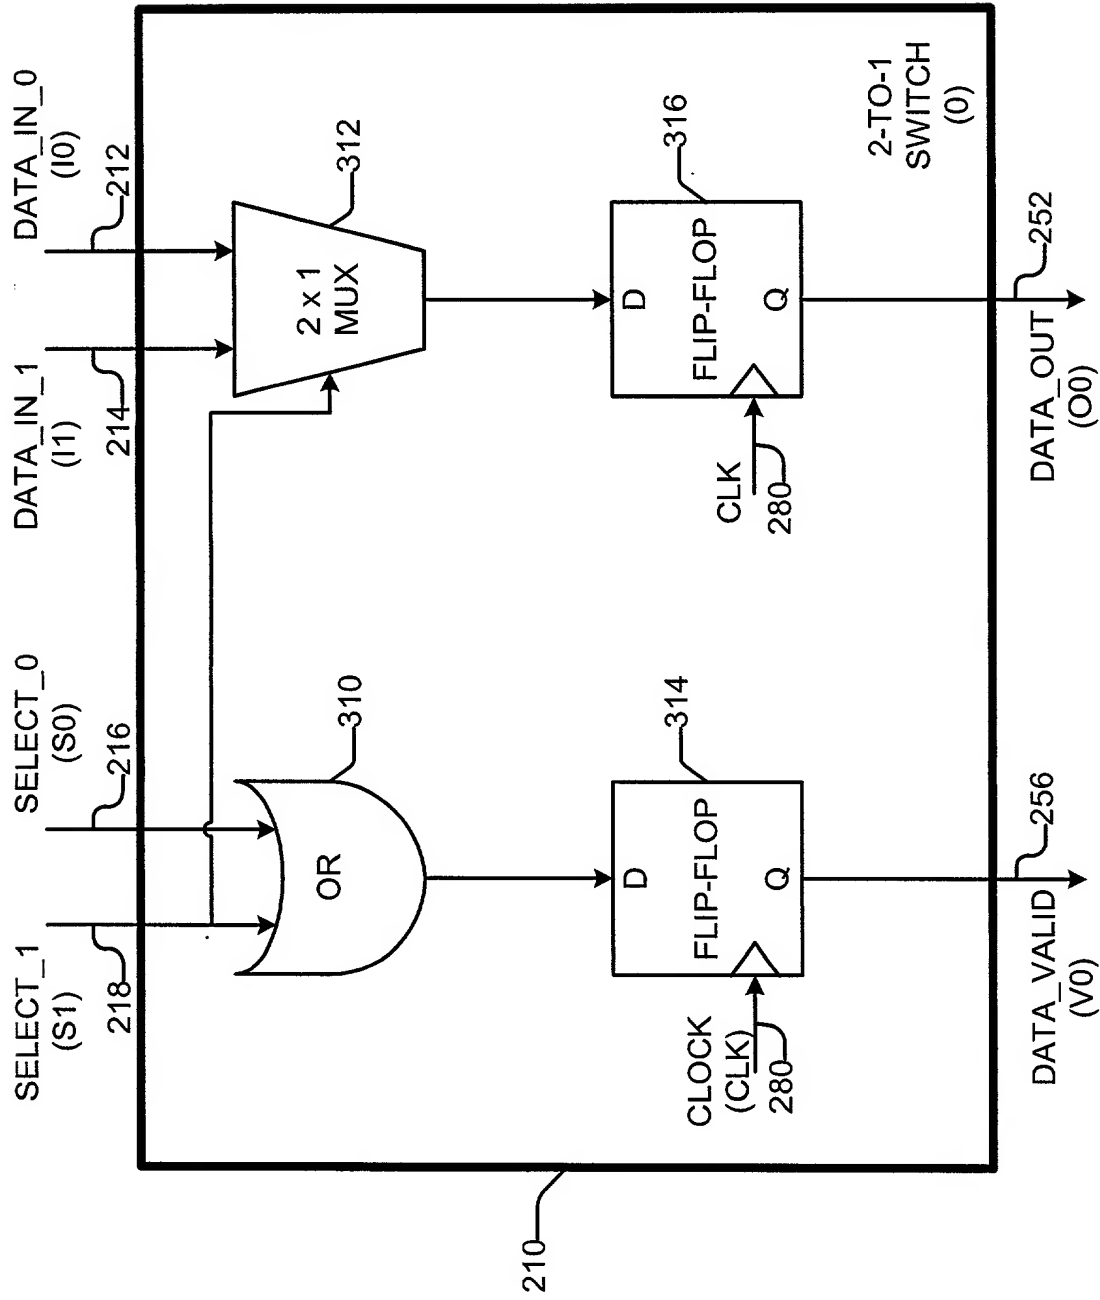 DATA_IN_0
(I0)
212
DATA_IN_1
(I1)
214
SELECT_0
(S0)
216
SELECT_1
(S1)
218
312
2 x 1
MUX
310
OR
316
D
FLIP-FLOP
Q
CLK
280
314
D
FLIP-FLOP
Q
CLOCK
(CLK)
280
2-TO-1
SWITCH
(0)
252
DATA_OUT
(O0)
256
DATA_VALID
(V0)
210